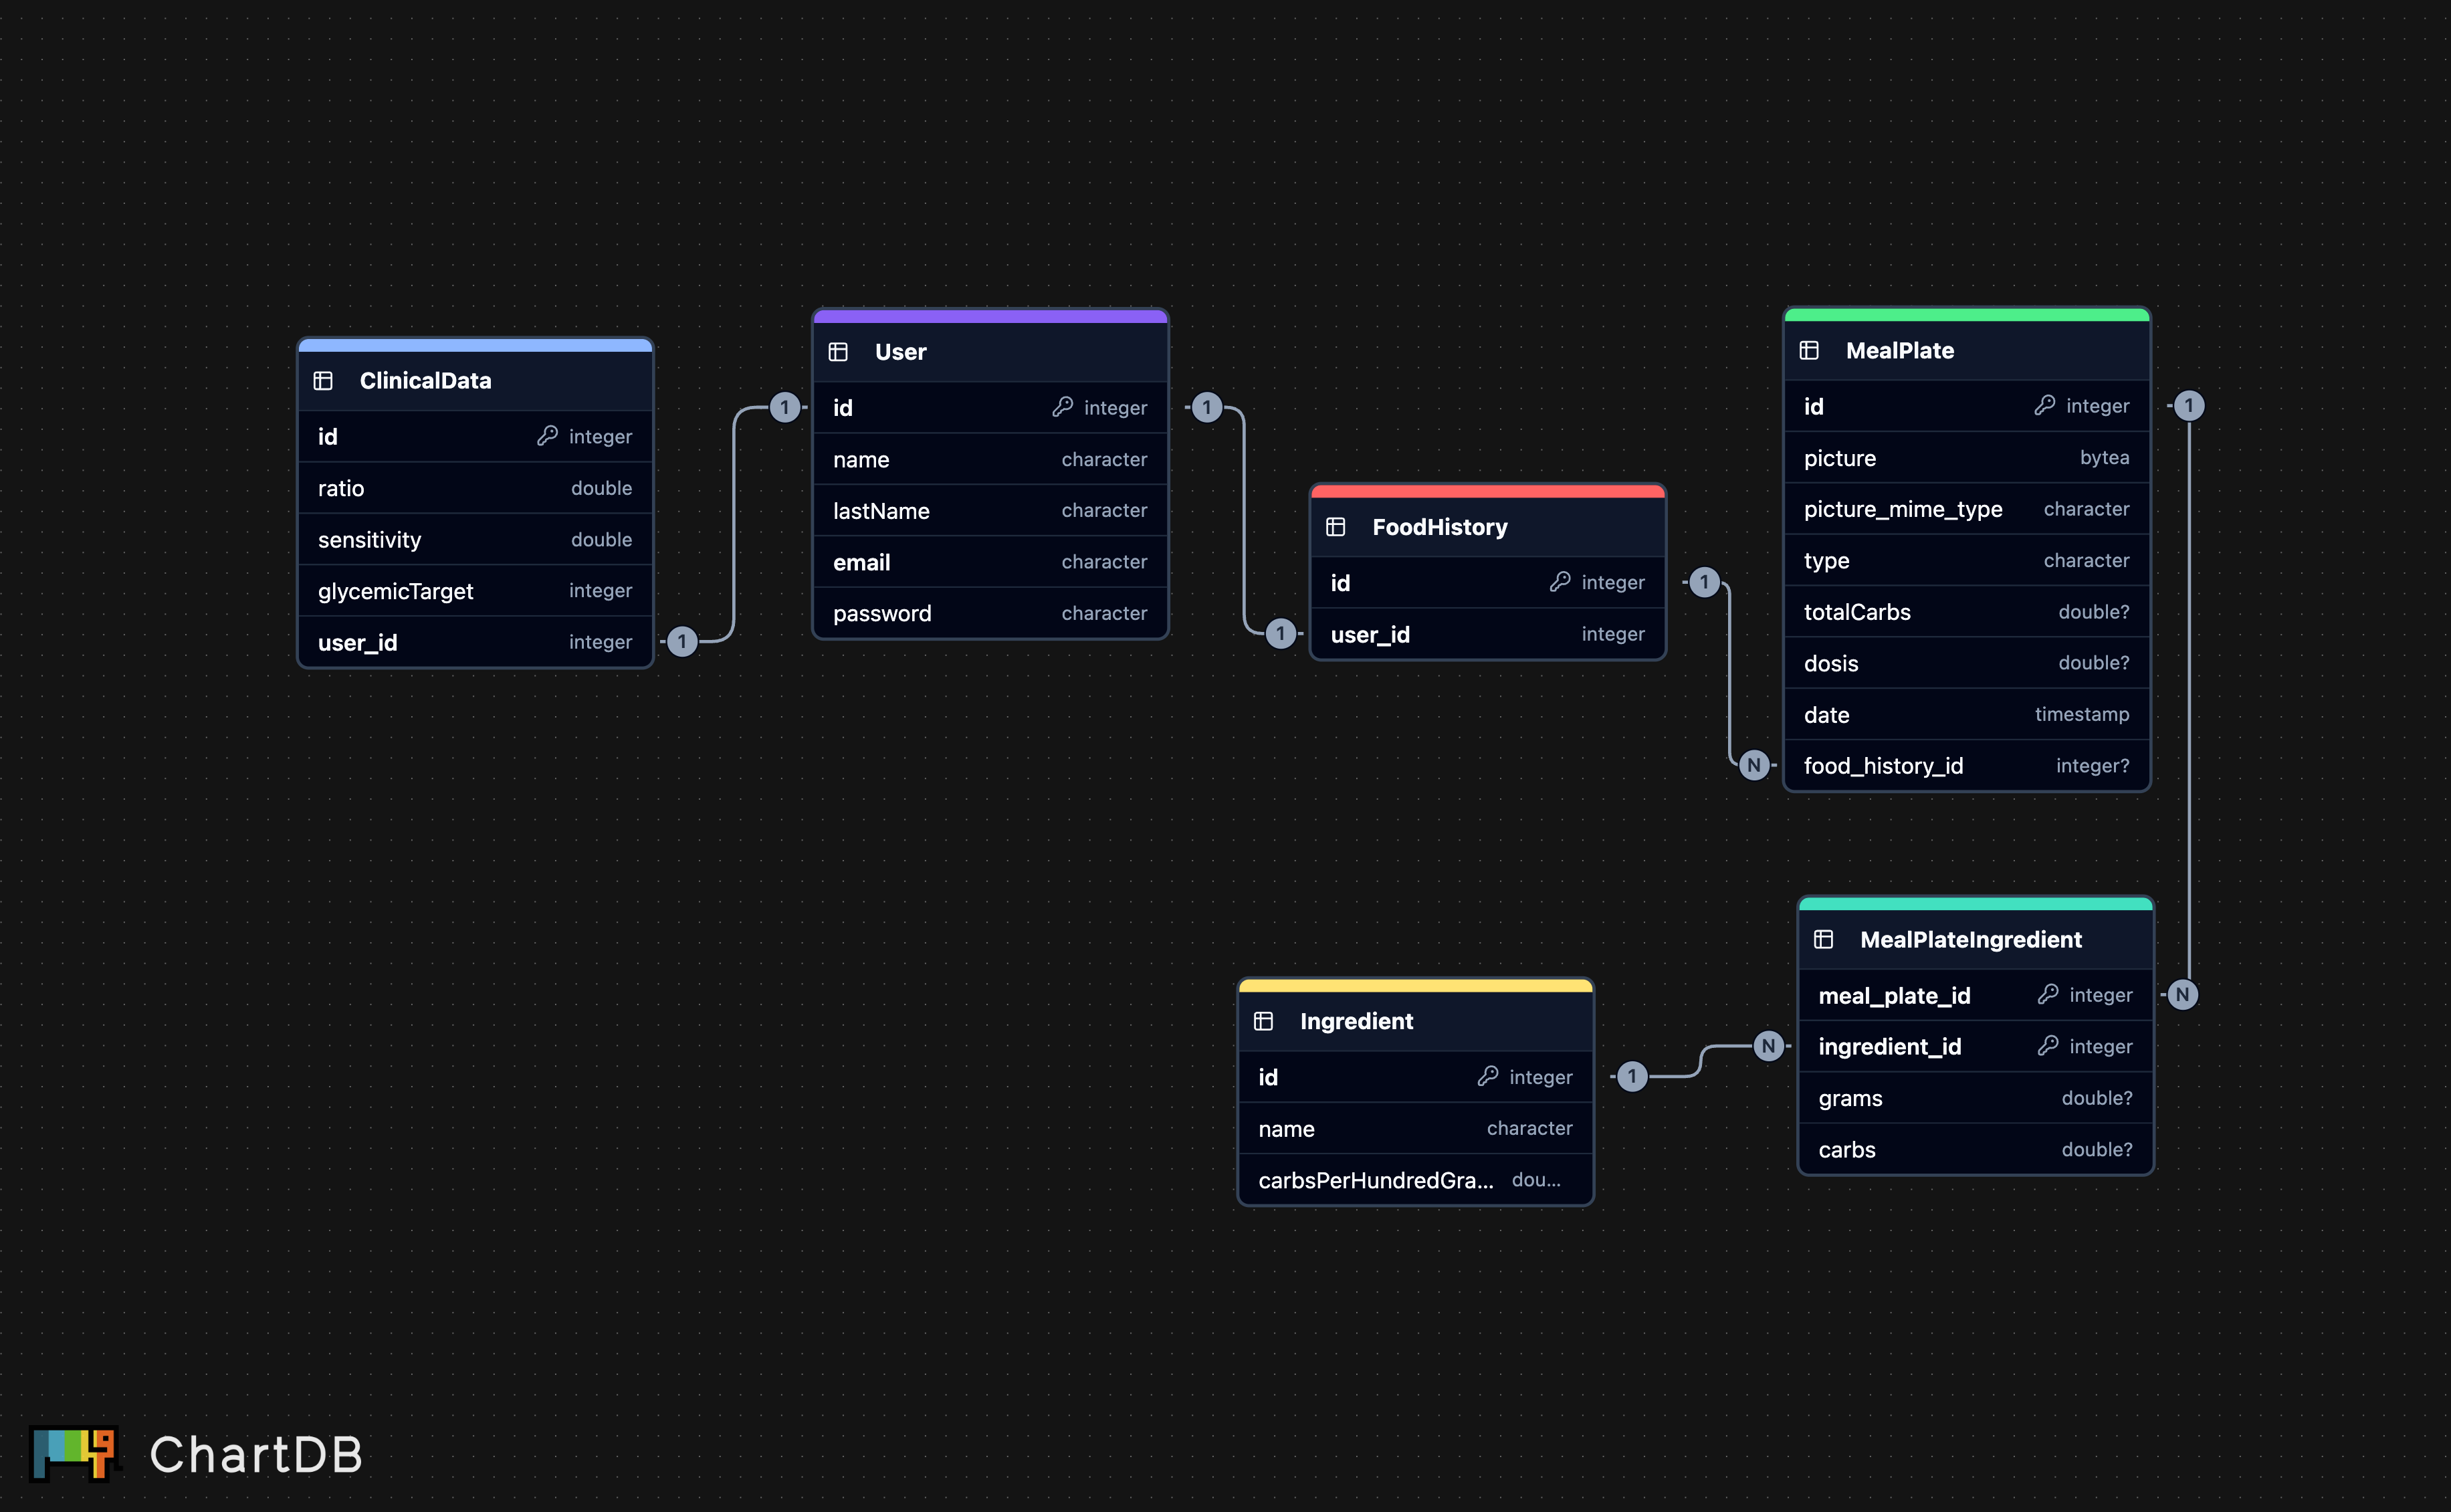 ClinicalData
id integer
ratio double
sensitivity double
glycemicTarget integer
user_id integer
1
1
User
id integer
name character
lastName character
email character
password character
1
1
FoodHistory
id integer
user_id integer
1
N
MealPlate
id integer
picture bytea
picture_mime_type character
type character
totalCarbs double?
dosis double?
date timestamp
food_history_id integer?
1
N
Ingredient
id integer
name character
carbsPerHundredGra... dou...
1
N
MealPlateIngredient
meal_plate_id integer
ingredient_id integer
grams double?
carbs double?
ChartDB